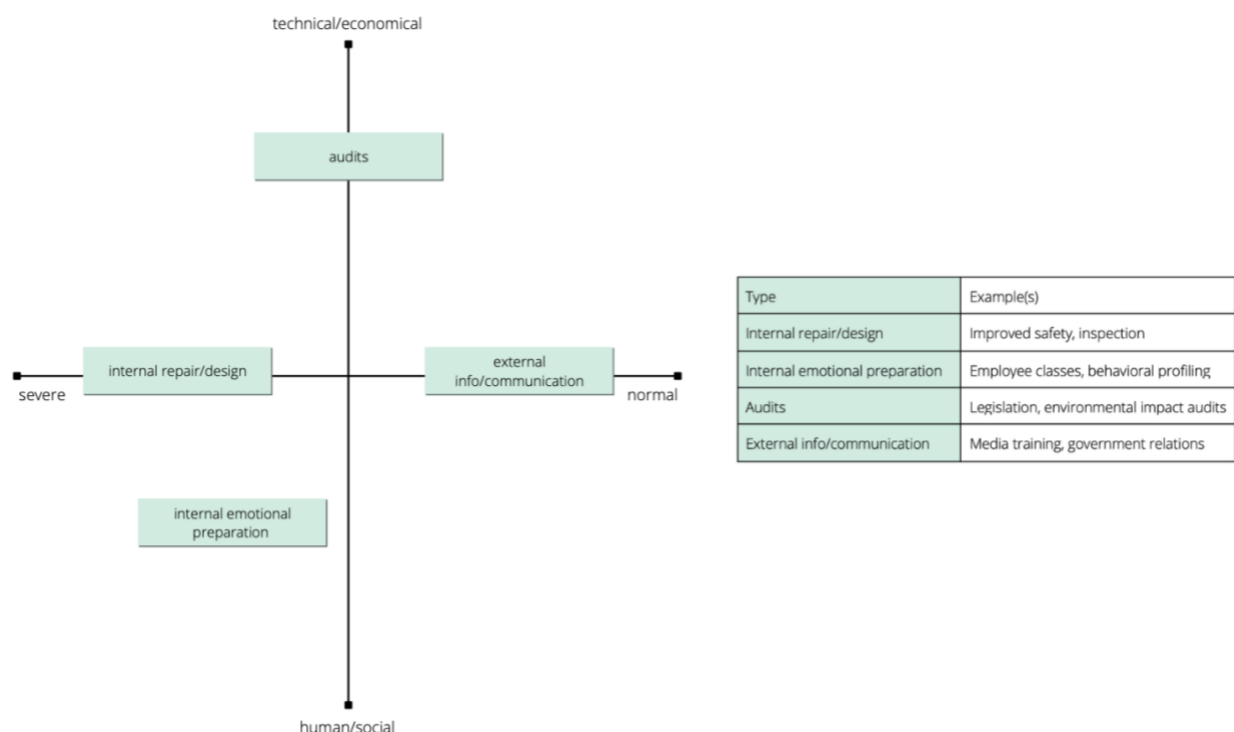 technical/economical
audits
internal repair/design
external
info/communication
severe
normal
internal emotional
preparation
human/social
Type Example(s)
Internal repair/design Improved safety, inspection
Internal emotional preparation Employee classes, behavioral profiling
Audits Legislation, environmental impact audits
External info/communication Media training, government relations